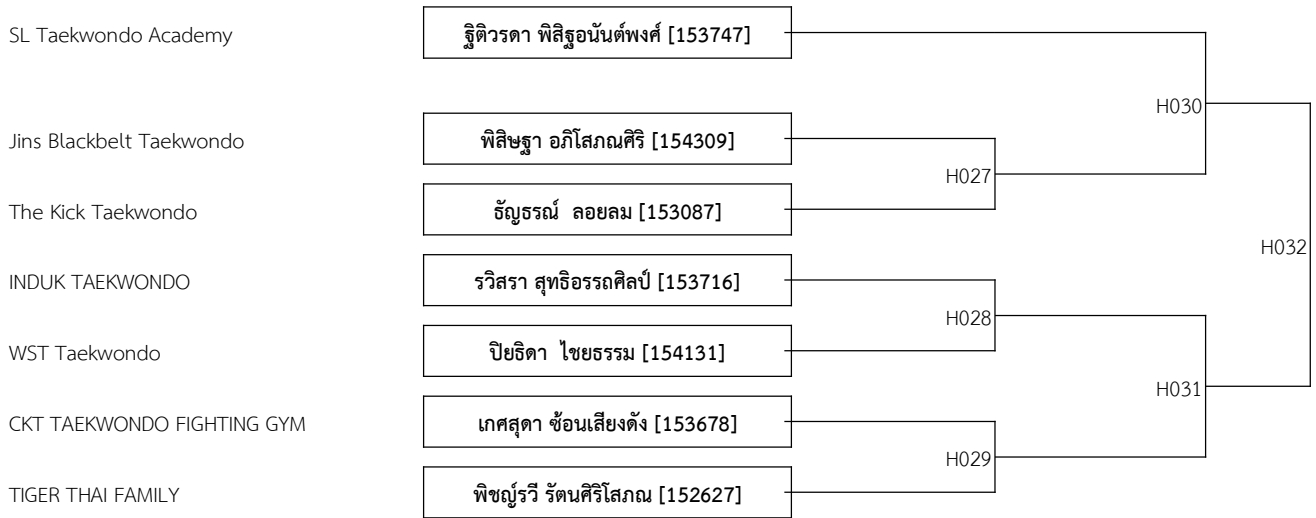 SL Taekwondo Academy ฐิติวรดา พิสิฐอนันต์พงศ์ [153747]
H030
Jins Blackbelt Taekwondo พิสิษฐา อภิโสภณศิริ [154309]
H027
The Kick Taekwondo ธัญธรณ์ ลอยลม [153087]
H032
INDUK TAEKWONDO รวิสรา สุทธิอรรถศิลป์ [153716]
H028
WST Taekwondo ปิยธิดา ไชยธรรม [154131]
H031
CKT TAEKWONDO FIGHTING GYM เกศสุดา ซ้อนเสียงดัง [153678]
H029
TIGER THAI FAMILY พิชญ์รวี รัตนศิริโสภณ [152627]